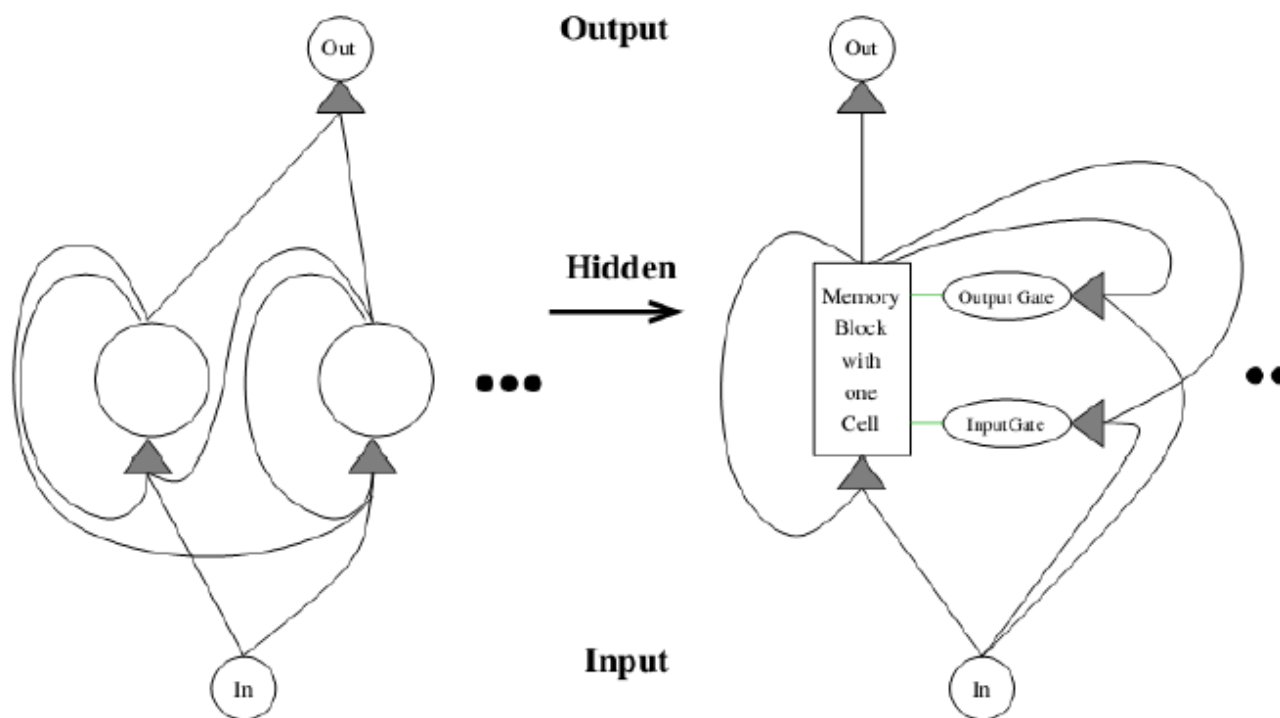 Output
Out
Out
Hidden
Memory
Block
with
one
Cell
Output Gate
InputGate
Input
In
In